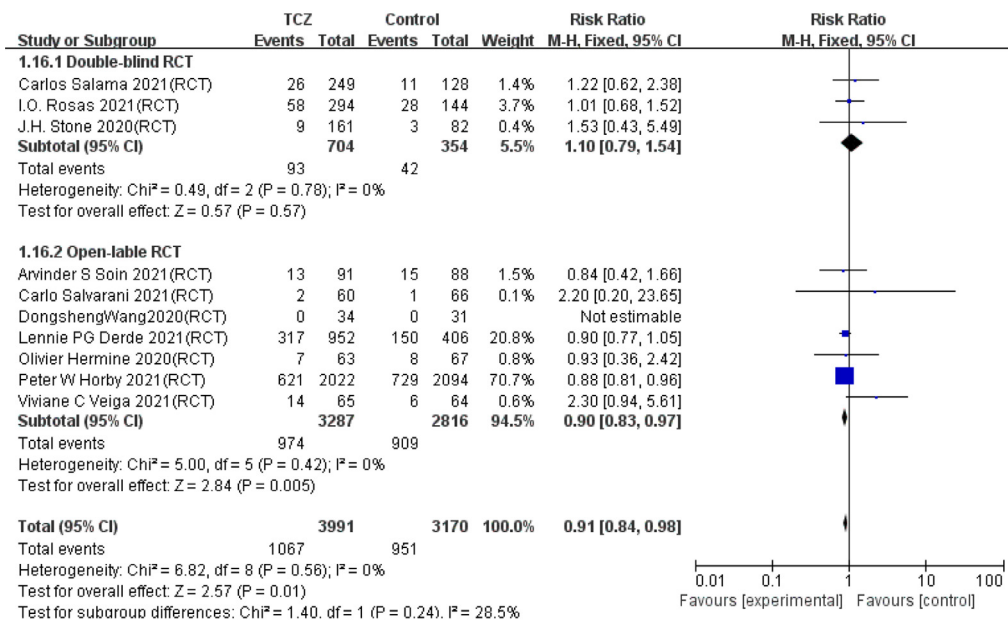 TCZ Control Risk Ratio Risk Ratio
Study or Subgroup Events Total Events Total Weight M-H, Fixed, 95% CI M-H, Fixed, 95% CI
1.16.1 Double-blind RCT
Carlos Salama 2021(RCT) 26 249 11 128 1.4% 1.22 [0.62, 2.38]
I.O. Rosas 2021(RCT) 58 294 28 144 3.7% 1.01 [0.68, 1.52]
J.H. Stone 2020(RCT) 9 161 3 82 0.4% 1.53 [0.43, 5.49]
Subtotal (95% CI) 704 354 5.5% 1.10 [0.79, 1.54]
Total events 93 42
Heterogeneity: Chi² = 0.49, df = 2 (P = 0.78); I² = 0%
Test for overall effect: Z = 0.57 (P = 0.57)
1.16.2 Open-lable RCT
Arvinder S Soin 2021(RCT) 13 91 15 88 1.5% 0.84 [0.42, 1.66]
Carlo Salvarani 2021(RCT) 2 60 1 66 0.1% 2.20 [0.20, 23.65]
DongshengWang2020(RCT) 0 34 0 31 Not estimable
Lennie PG Derde 2021(RCT) 317 952 150 406 20.8% 0.90 [0.77, 1.05]
Olivier Hermine 2020(RCT) 7 63 8 67 0.8% 0.93 [0.36, 2.42]
Peter W Horby 2021(RCT) 621 2022 729 2094 70.7% 0.88 [0.81, 0.96]
Viviane C Veiga 2021(RCT) 14 65 6 64 0.6% 2.30 [0.94, 5.61]
Subtotal (95% CI) 3287 2816 94.5% 0.90 [0.83, 0.97]
Total events 974 909
Heterogeneity: Chi² = 5.00, df = 5 (P = 0.42); I² = 0%
Test for overall effect: Z = 2.84 (P = 0.005)
Total (95% CI) 3991 3170 100.0% 0.91 [0.84, 0.98]
Total events 1067 951
Heterogeneity: Chi² = 6.82, df = 8 (P = 0.56); I² = 0%
Test for overall effect: Z = 2.57 (P = 0.01)
Test for subgroup differences: Chi² = 1.40, df = 1 (P = 0.24), I² = 28.5%
0.01 0.1 1 10 100
Favours [experimental] Favours [control]